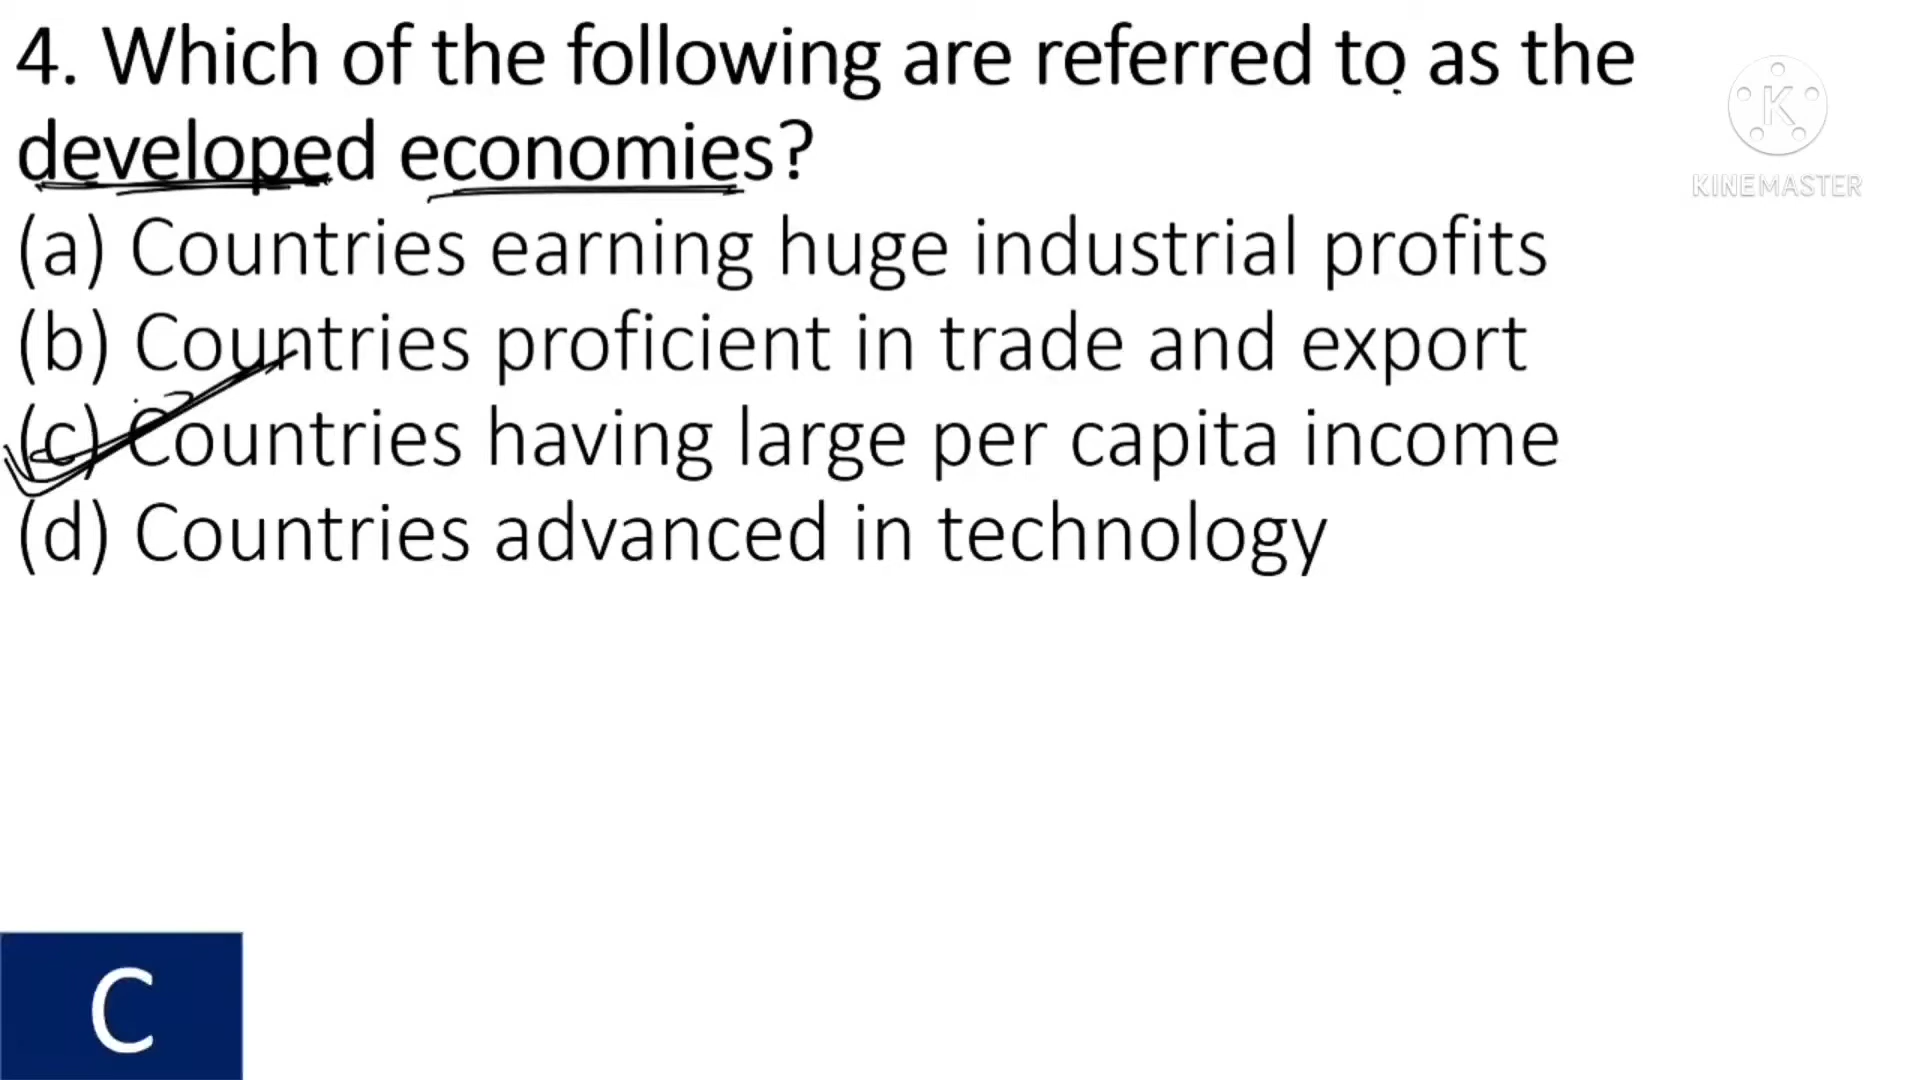 4. Which of the following are referred to as the
developed economies?
(a) Countries earning huge industrial profits
(b) Countries proficient in trade and export
(c) Countries having large per capita income
(d) Countries advanced in technology
K
KINEMASTER
C